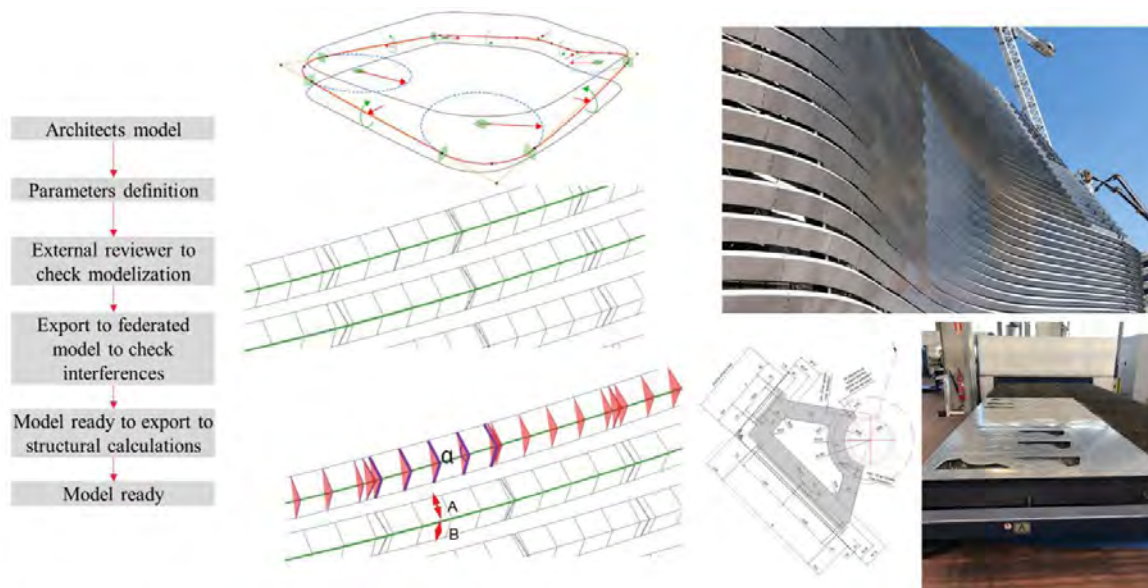 Architects model
Parameters definition
External reviewer to
check modelization
Export to federated
model to check
interferences
Model ready to export to
structural calculations
Model ready
α
A
B